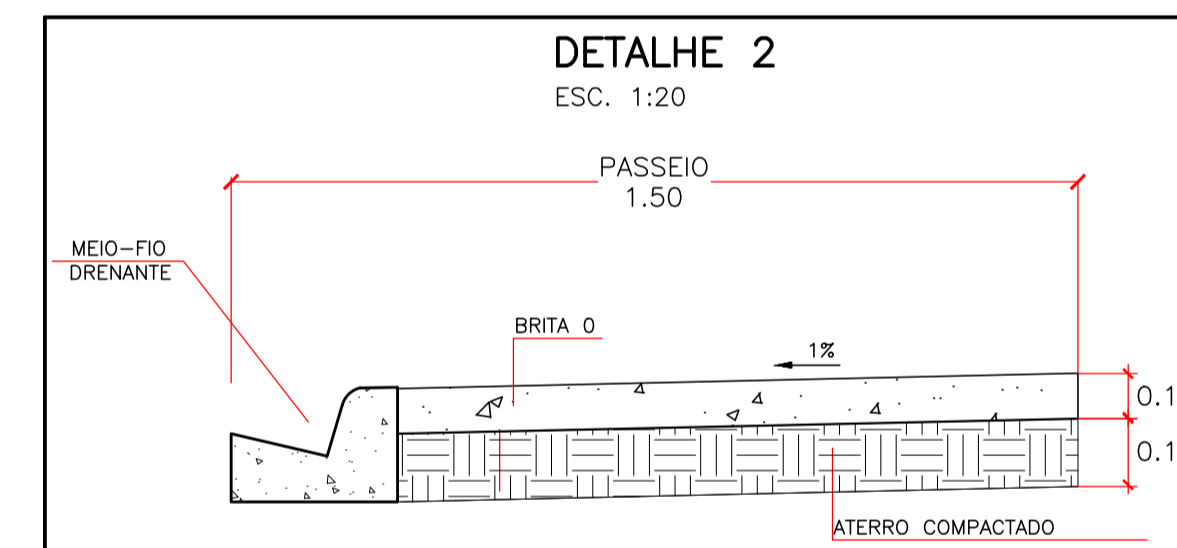 DETALHE 2
ESC. 1:20
PASSEIO
1.50
MEIO-FIO
DRENANTE
BRITA 0
1%
0.1
0.1
ATERRO COMPACTADO